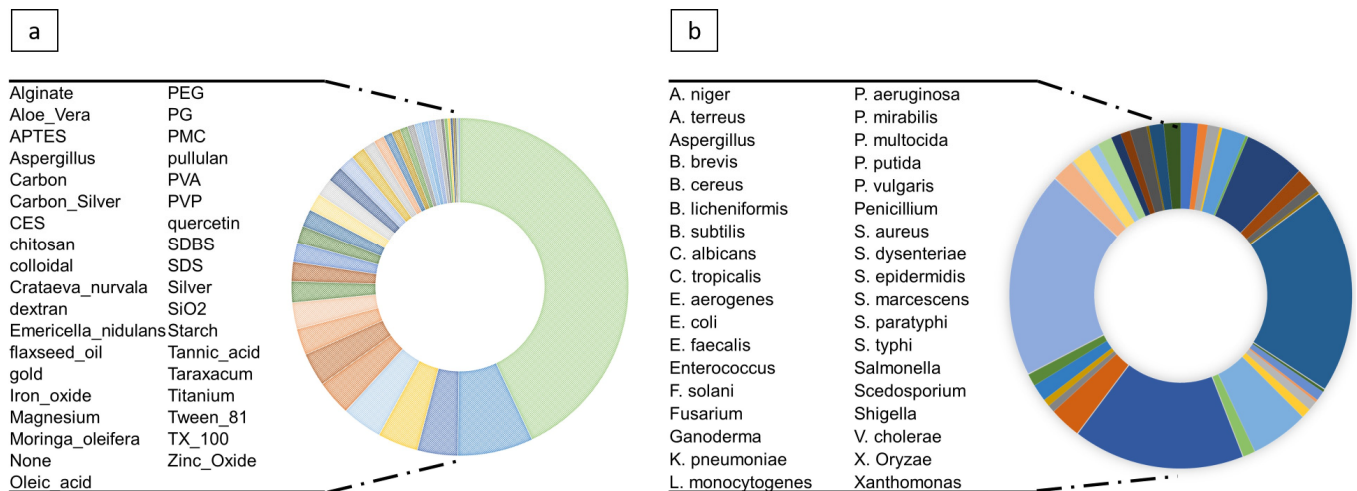 a
Alginate
Aloe_Vera
APTES
Aspergillus
Carbon
Carbon_Silver
CES
chitosan
colloidal
Crataeva_nurvala
dextran
Emericella_nidulans
flaxseed_oil
gold
Iron_oxide
Magnesium
Moringa_oleifera
None
Oleic_acid
PEG
PG
PMC
pullulan
PVA
PVP
quercetin
SDBS
SDS
Silver
SiO2
Starch
Tannic_acid
Taraxacum
Titanium
Tween_81
TX_100
Zinc_Oxide
b
A. niger
A. terreus
Aspergillus
B. brevis
B. cereus
B. licheniformis
B. subtilis
C. albicans
C. tropicalis
E. aerogenes
E. coli
E. faecalis
Enterococcus
F. solani
Fusarium
Ganoderma
K. pneumoniae
L. monocytogenes
P. aeruginosa
P. mirabilis
P. multocida
P. putida
P. vulgaris
Penicillium
S. aureus
S. dysenteriae
S. epidermidis
S. marcescens
S. paratyphi
S. typhi
Salmonella
Scedosporium
Shigella
V. cholerae
X. Oryzae
Xanthomonas